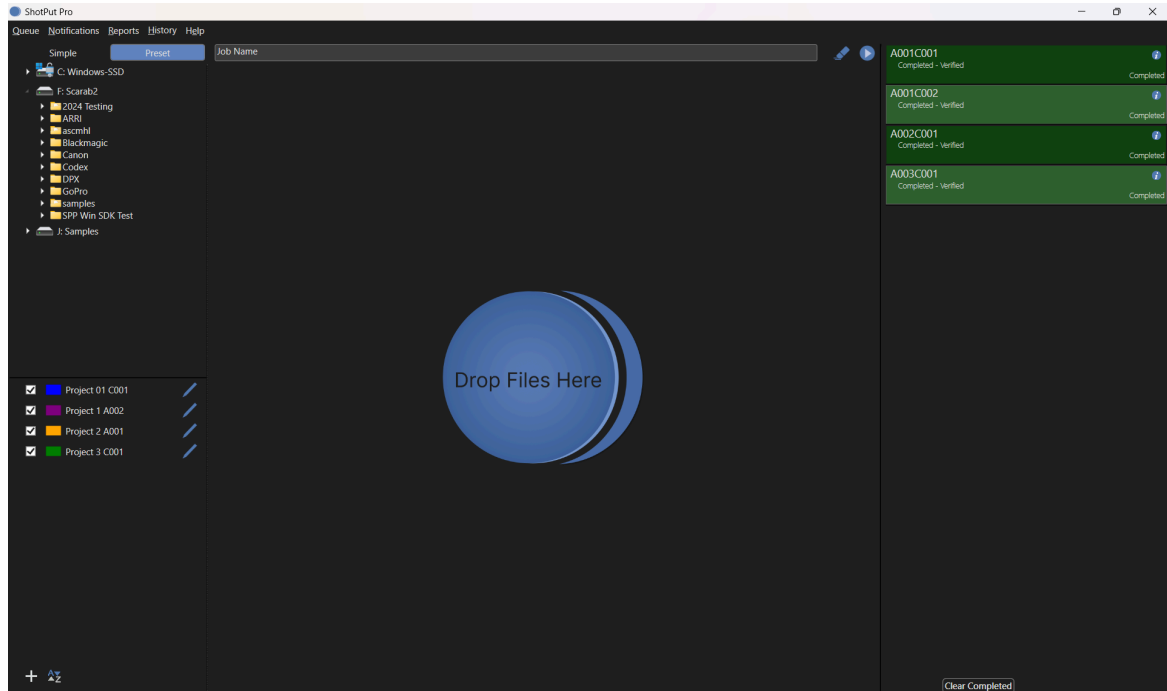 ShotPut Pro
Queue Notifications Reports History Help
Simple Preset
C: Windows-SSD
F: Scarab2
2024 Testing
ARRI
ascmhl
Blackmagic
Canon
Codex
DPX
GoPro
samples
SPP Win SDK Test
J: Samples
Project 01 C001
Project 1 A002
Project 2 A001
Project 3 C001
AZ
Job Name
Drop Files Here
A001C001
Completed - Verified
Completed
A001C002
Completed - Verified
Completed
A002C001
Completed - Verified
Completed
A003C001
Completed - Verified
Completed
Clear Completed